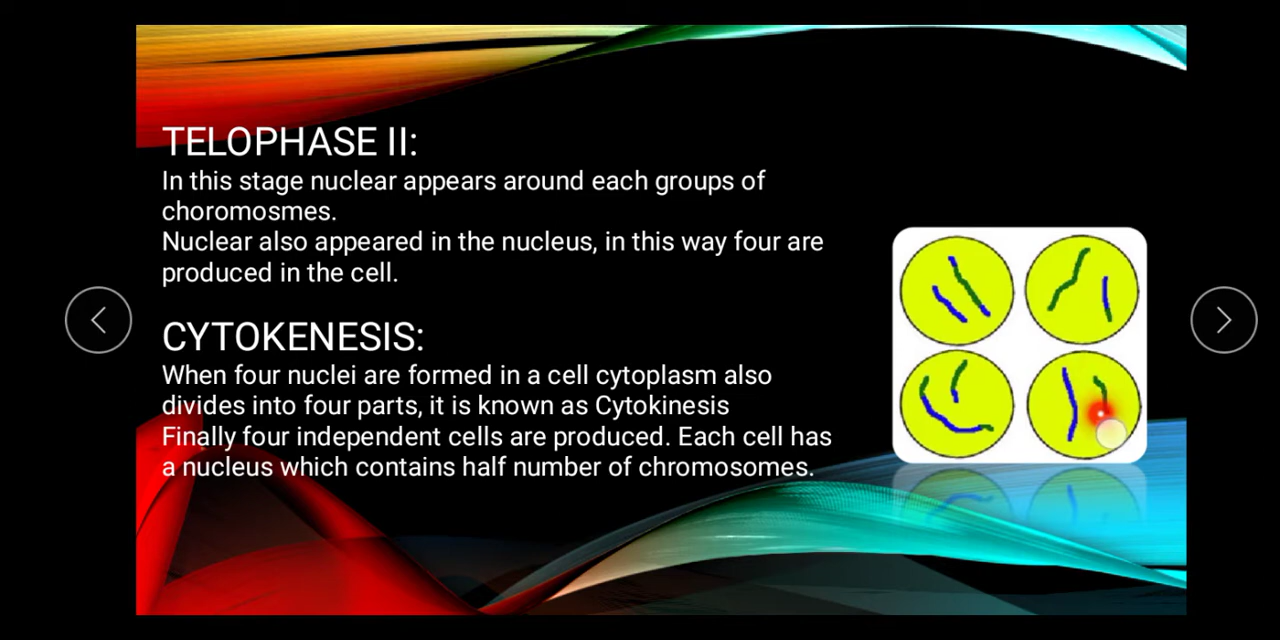 TELOPHASE II:
In this stage nuclear appears around each groups of
choromosmes.
Nuclear also appeared in the nucleus, in this way four are
produced in the cell.
CYTOKENESIS:
When four nuclei are formed in a cell cytoplasm also
divides into four parts, it is known as Cytokinesis
Finally four independent cells are produced. Each cell has
a nucleus which contains half number of chromosomes.